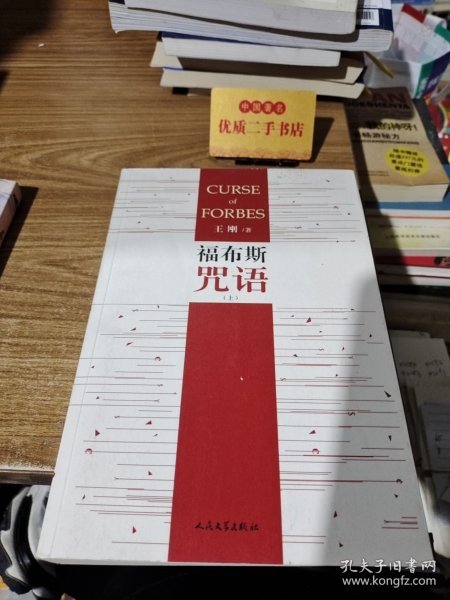 中国著名
优质二手书店
CURSE
of
FORBES
王刚/著
福布斯
咒语
（上）
人民文学出版社
孔夫子旧书网
www.kongfz.com